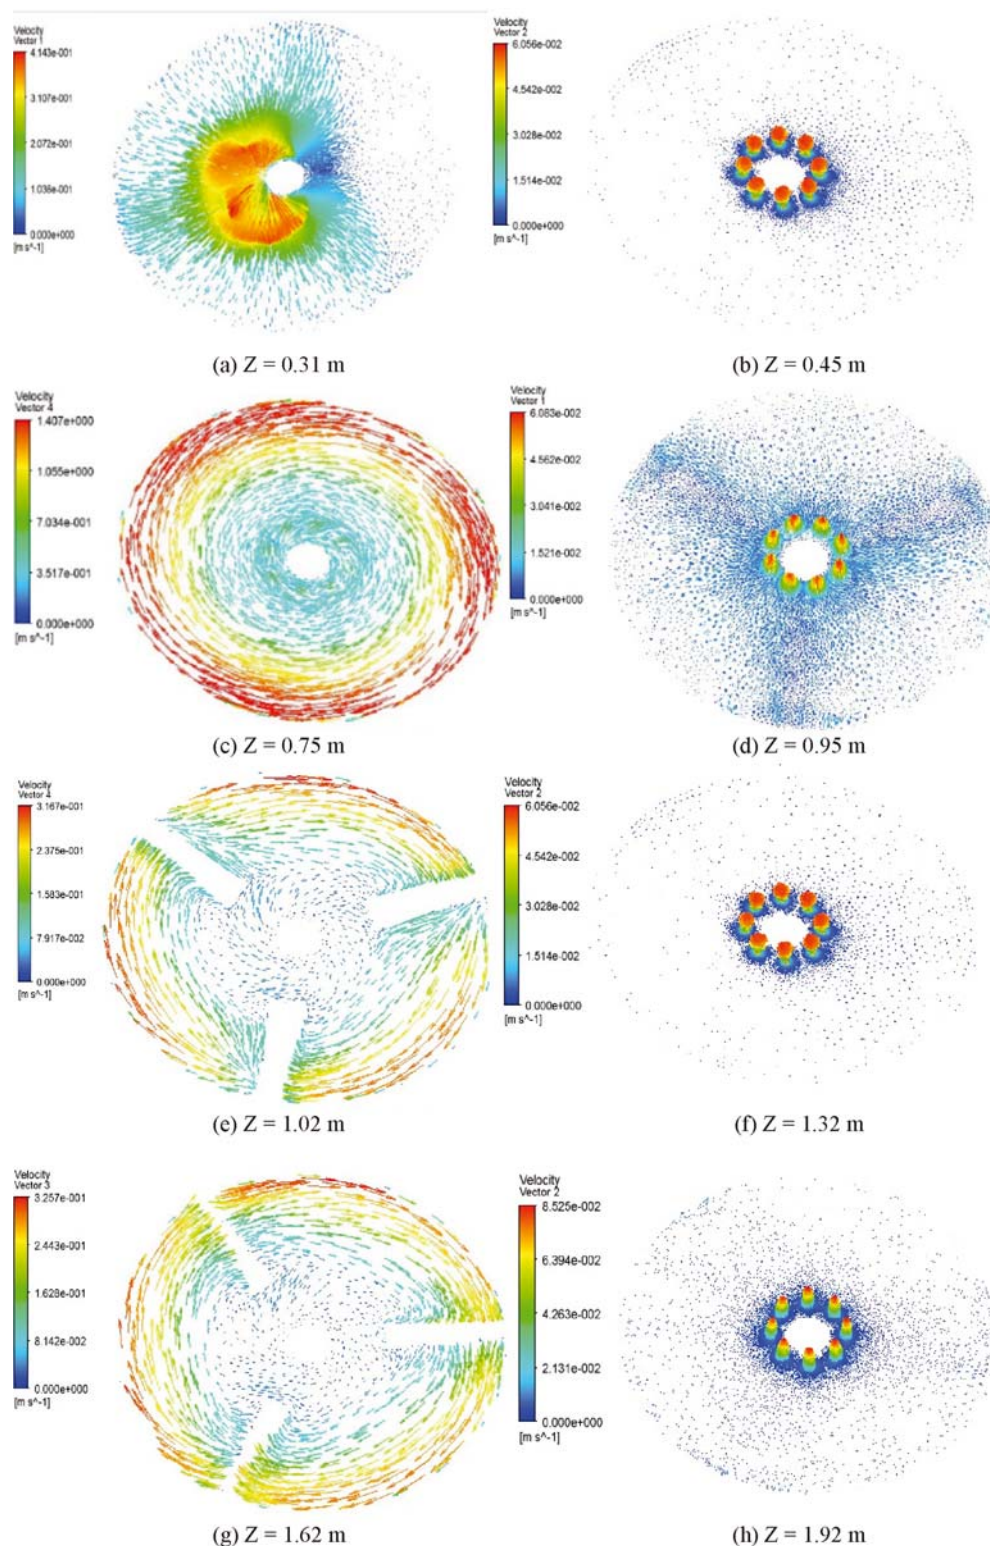 Velocity
Vector 1
4.143e-001
3.107e-001
2.072e-001
1.036e-001
0.000e+000
[m s^-1]
(a) Z = 0.31 m
Velocity
Vector 2
6.056e-002
4.542e-002
3.028e-002
1.514e-002
0.000e+000
[m s^-1]
(b) Z = 0.45 m
Velocity
Vector 4
1.407e+000
1.055e+000
7.034e-001
3.517e-001
0.000e+000
[m s^-1]
(c) Z = 0.75 m
Velocity
Vector 1
6.083e-002
4.562e-002
3.041e-002
1.521e-002
0.000e+000
[m s^-1]
(d) Z = 0.95 m
Velocity
Vector 4
3.167e-001
2.375e-001
1.583e-001
7.917e-002
0.000e+000
[m s^-1]
(e) Z = 1.02 m
Velocity
Vector 2
6.056e-002
4.542e-002
3.028e-002
1.514e-002
0.000e+000
[m s^-1]
(f) Z = 1.32 m
Velocity
Vector 3
3.257e-001
2.443e-001
1.628e-001
8.142e-002
0.000e+000
[m s^-1]
(g) Z = 1.62 m
Velocity
Vector 2
8.525e-002
6.394e-002
4.263e-002
2.131e-002
0.000e+000
[m s^-1]
(h) Z = 1.92 m